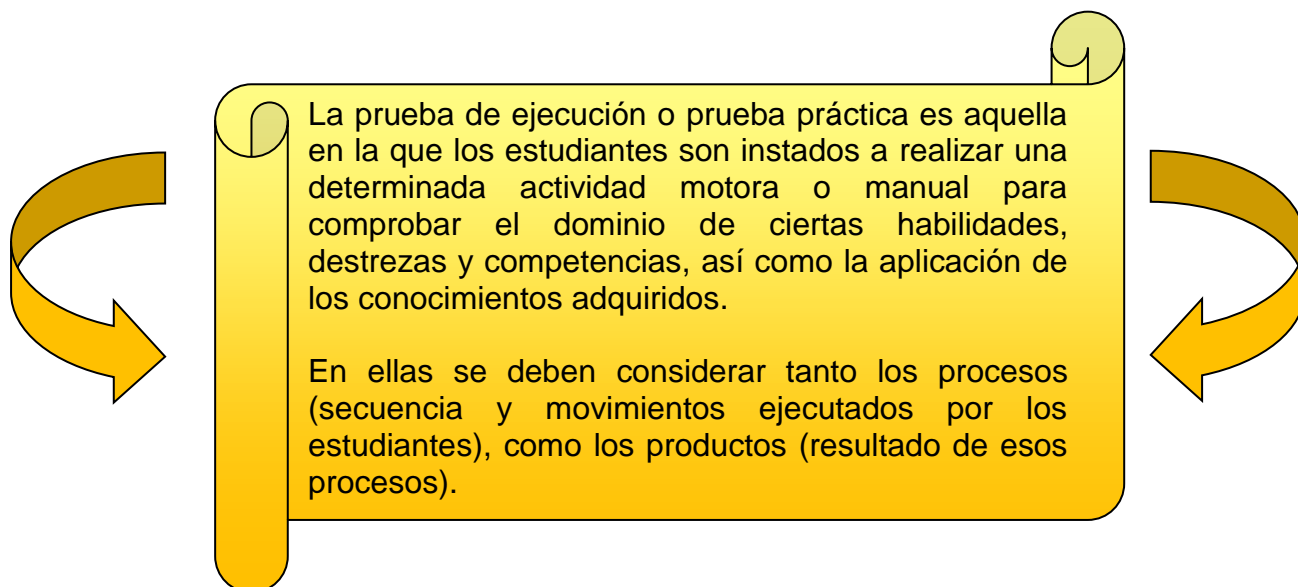 La prueba de ejecución o prueba práctica es aquella
en la que los estudiantes son instados a realizar una
determinada actividad motora o manual para
comprobar el dominio de ciertas habilidades,
destrezas y competencias, así como la aplicación de
los conocimientos adquiridos.
En ellas se deben considerar tanto los procesos
(secuencia y movimientos ejecutados por los
estudiantes), como los productos (resultado de esos
procesos).